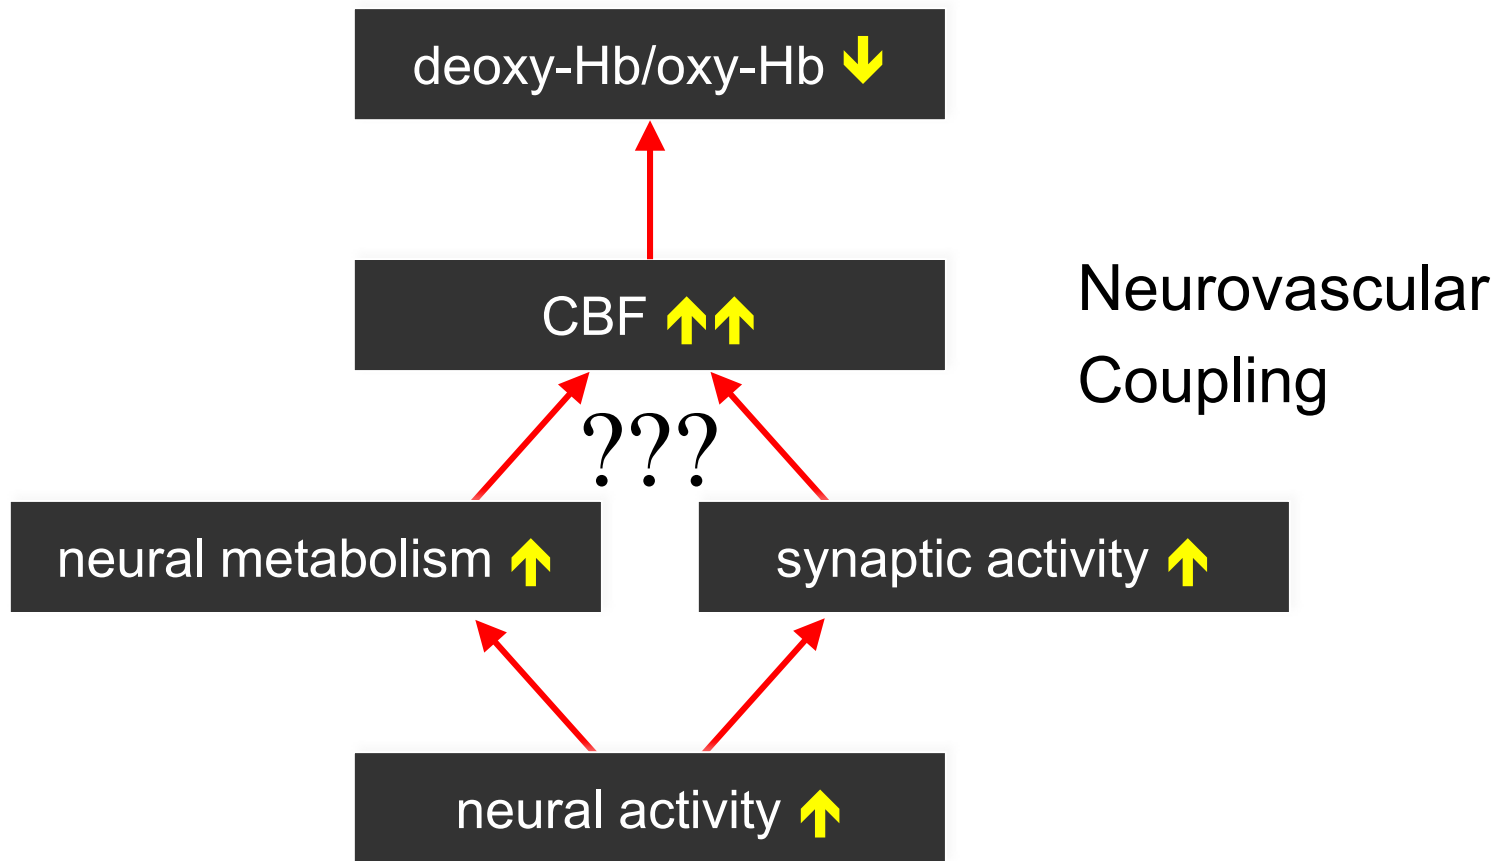 deoxy-Hb/oxy-Hb ↓
CBF ↑↑
Neurovascular
Coupling
???
neural metabolism ↑
synaptic activity ↑
neural activity ↑